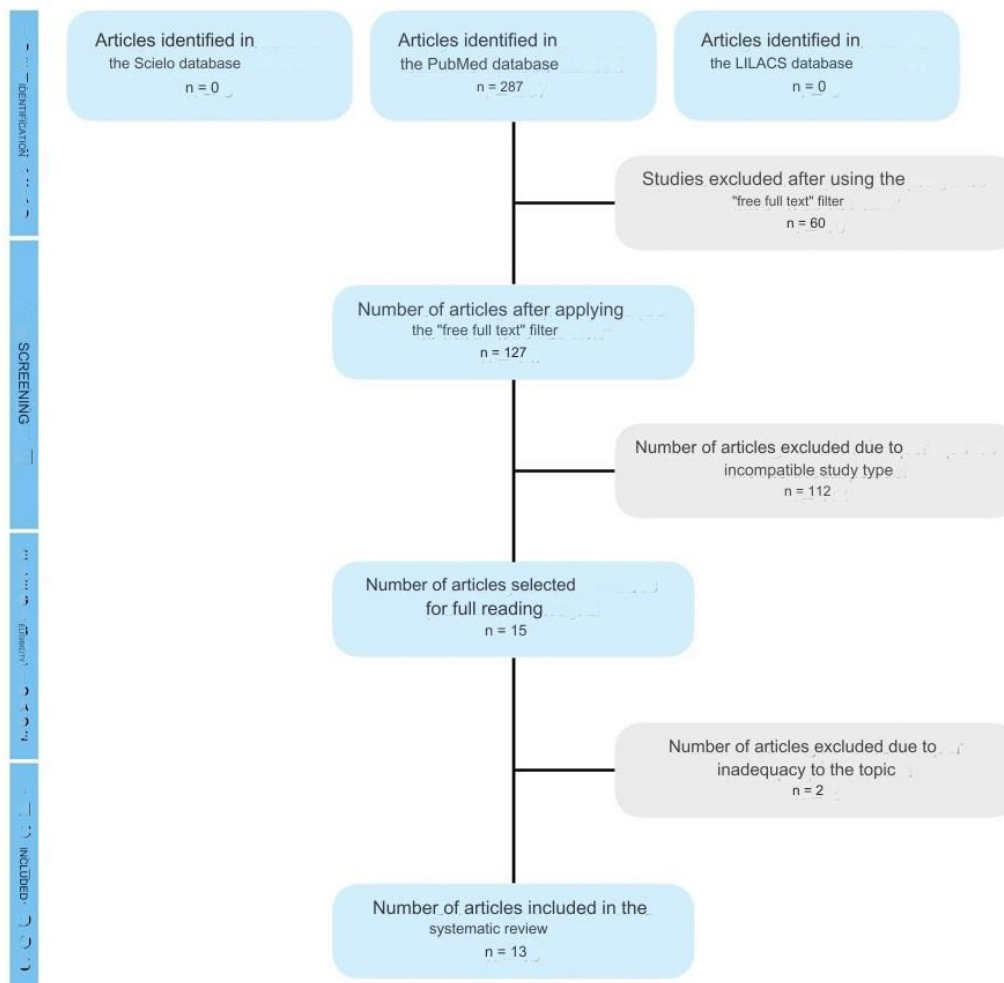 IDENTIFICATION
Articles identified in
the Scielo database
n = 0
Articles identified in
the PubMed database
n = 287
Articles identified in
the LILACS database
n = 0
Studies excluded after using the
"free full text" filter
n = 60
SCREENING
Number of articles after applying
the "free full text" filter
n = 127
Number of articles excluded due to
incompatible study type
n = 112
ELIGIBILITY
Number of articles selected
for full reading
n = 15
Number of articles excluded due to
inadequacy to the topic
n = 2
INCLUDED
Number of articles included in the
systematic review
n = 13